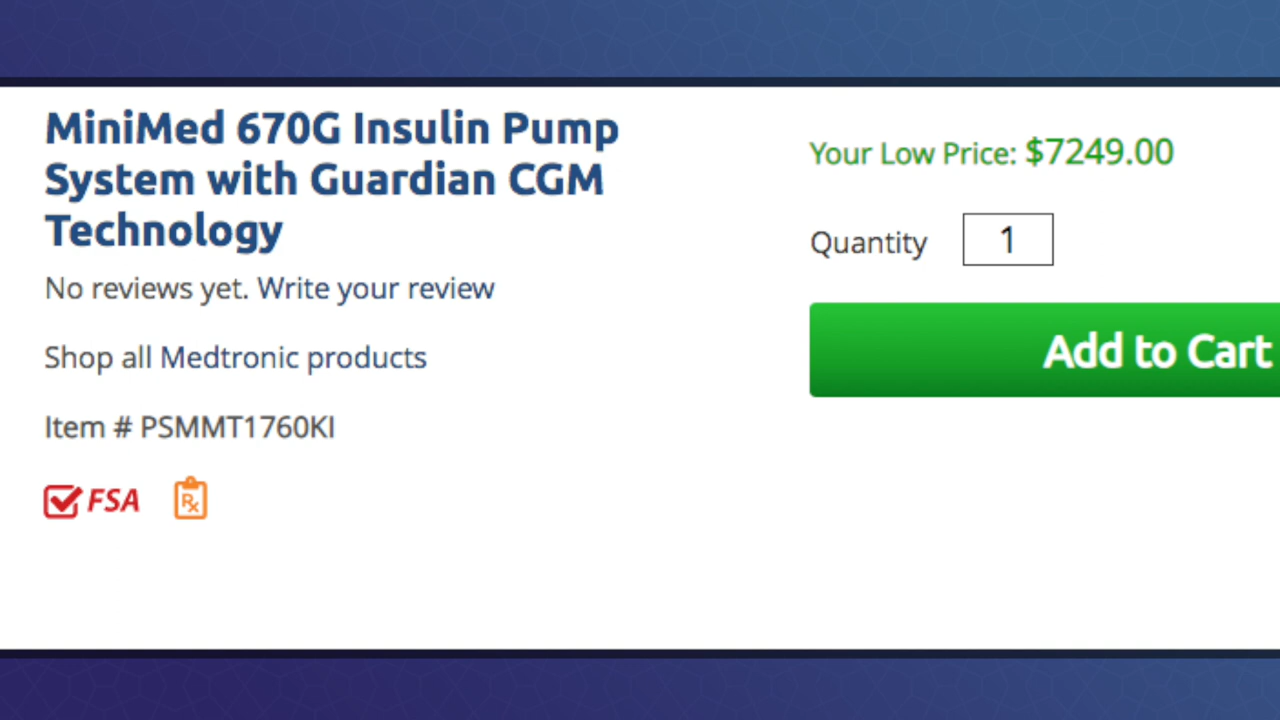 MiniMed 670G Insulin Pump
System with Guardian CGM
Technology
No reviews yet. Write your review
Shop all Medtronic products
Item # PSMMT1760KI
FSA
Rx
Your Low Price: $7249.00
Quantity 1
Add to Cart